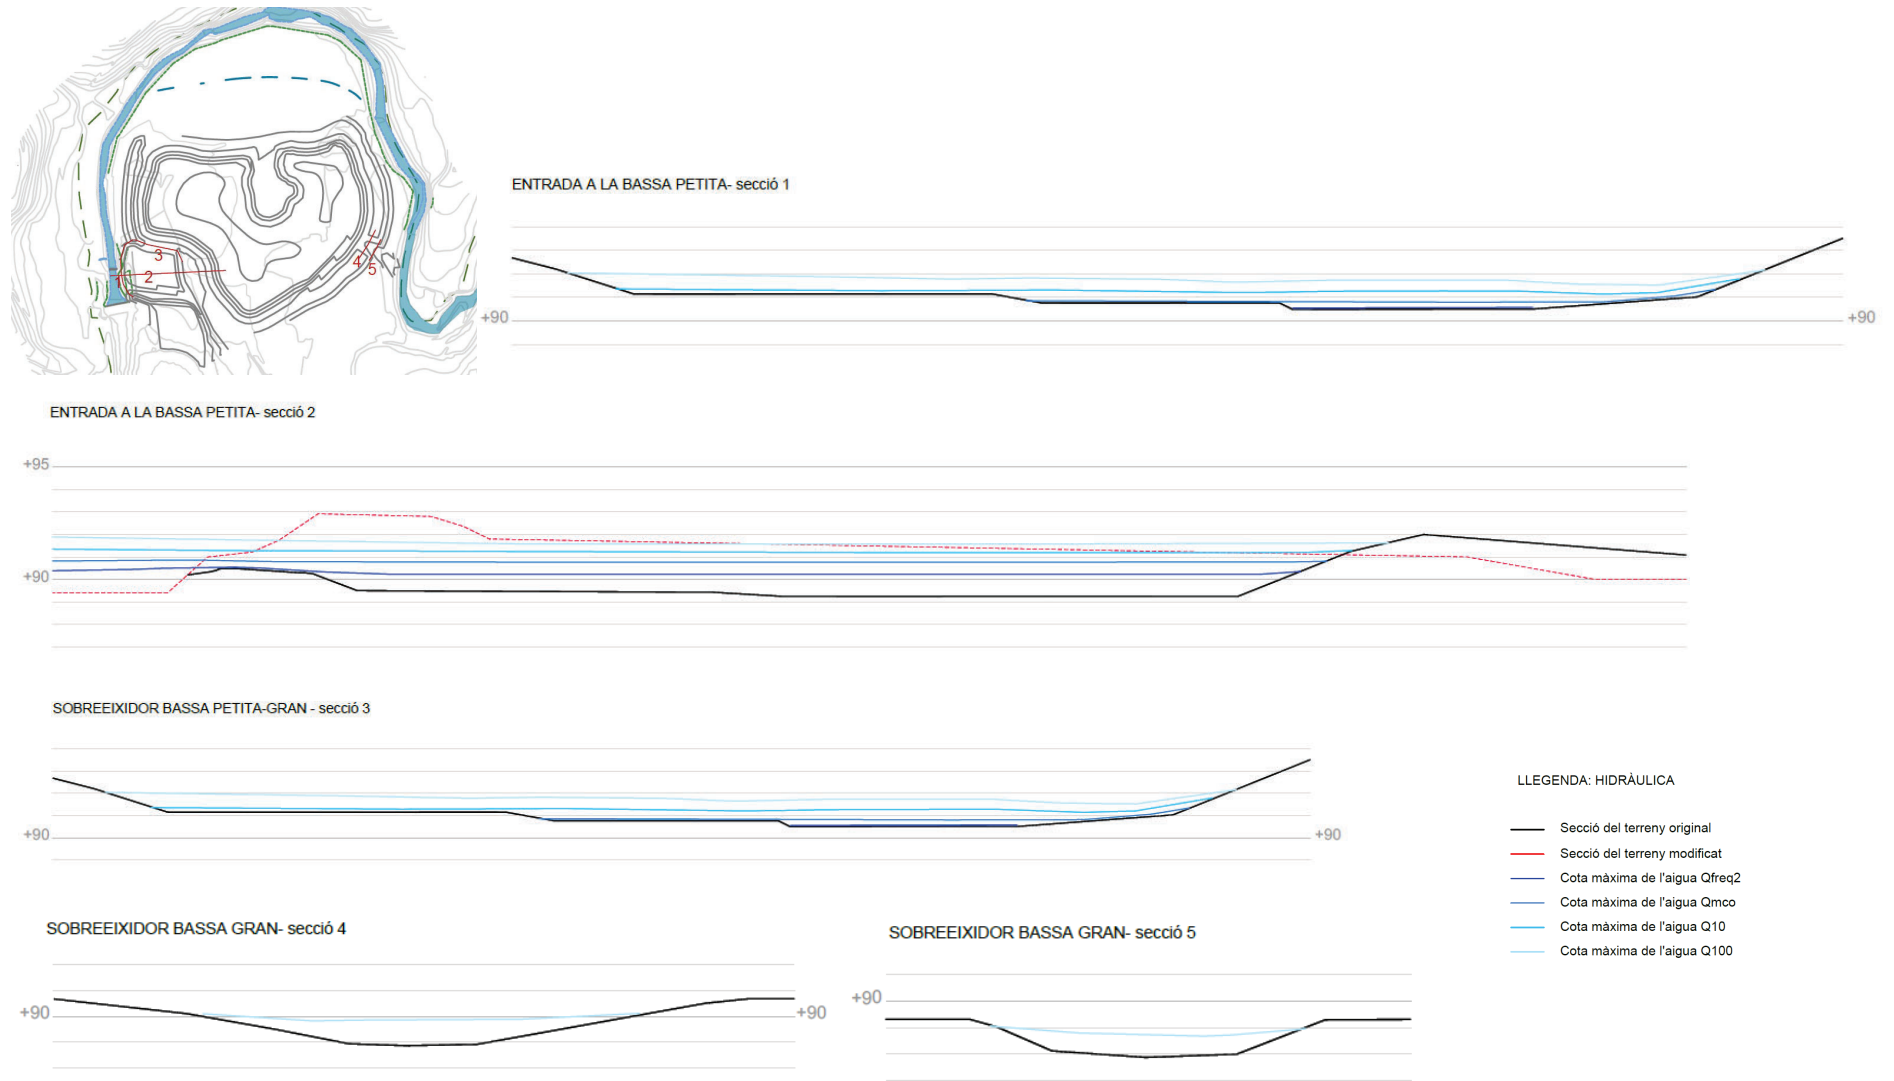 3
4
1
2
5
ENTRADA A LA BASSA PETITA- secció 1
+90
+90
ENTRADA A LA BASSA PETITA- secció 2
+95
+90
SOBREEIXIDOR BASSA PETITA-GRAN - secció 3
+90
+90
LLEGENDA: HIDRÀULICA
Secció del terreny original
Secció del terreny modificat
Cota màxima de l'aigua Qfreq2
Cota màxima de l'aigua Qmco
Cota màxima de l'aigua Q10
Cota màxima de l'aigua Q100
SOBREEIXIDOR BASSA GRAN- secció 4
+90
+90
SOBREEIXIDOR BASSA GRAN- secció 5
+90